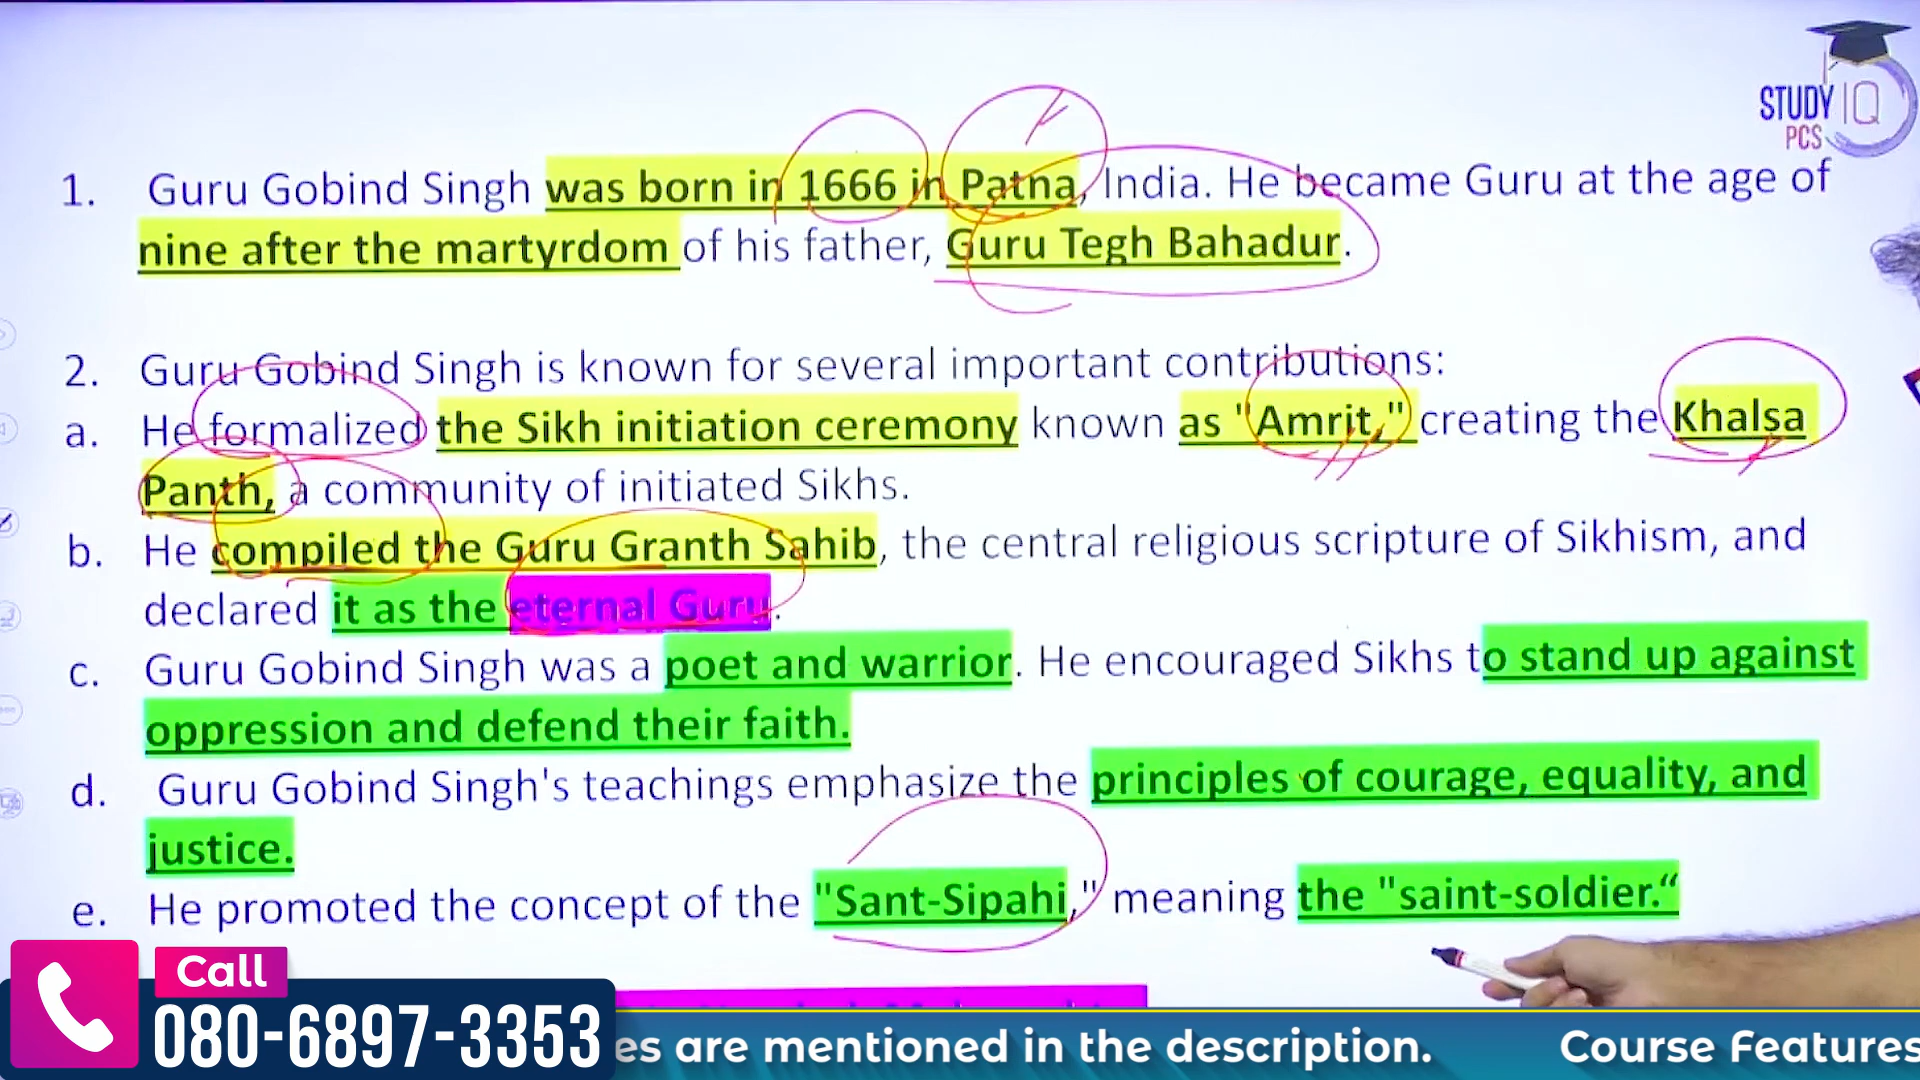 STUDY IQ
PCS
1. Guru Gobind Singh was born in 1666 in Patna, India. He became Guru at the age of
nine after the martyrdom of his father, Guru Tegh Bahadur.
2. Guru Gobind Singh is known for several important contributions:
a. He formalized the Sikh initiation ceremony known as "Amrit," creating the Khalsa
Panth, a community of initiated Sikhs.
b. He compiled the Guru Granth Sahib, the central religious scripture of Sikhism, and
declared it as the eternal Guru.
c. Guru Gobind Singh was a poet and warrior. He encouraged Sikhs to stand up against
oppression and defend their faith.
d. Guru Gobind Singh's teachings emphasize the principles of courage, equality, and
justice.
e. He promoted the concept of the "Sant-Sipahi," meaning the "saint-soldier.“
Call
080-6897-3353
es are mentioned in the description. Course Features